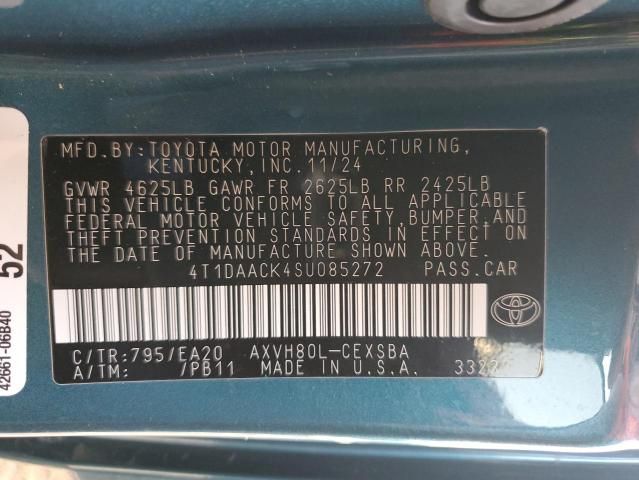 MFD.BY:TOYOTA MOTOR MANUFACTURING,
KENTUCKY,INC.11/24
GVWR 4625LB GAWR FR 2625LB RR 2425LB
THIS VEHICLE CONFORMS TO ALL APPLICABLE
FEDERAL MOTOR VEHICLE SAFETY,BUMPER,AND
THEFT PREVENTION STANDARDS IN EFFECT ON
THE DATE OF MANUFACTURE SHOWN ABOVE.
4T1DAACK4SU085272 PASS.CAR
C/TR:795/EA20 AXVH80L-CEXSBA
A/TM: /PB11 MADE IN U.S.A.
52
42661-06B40